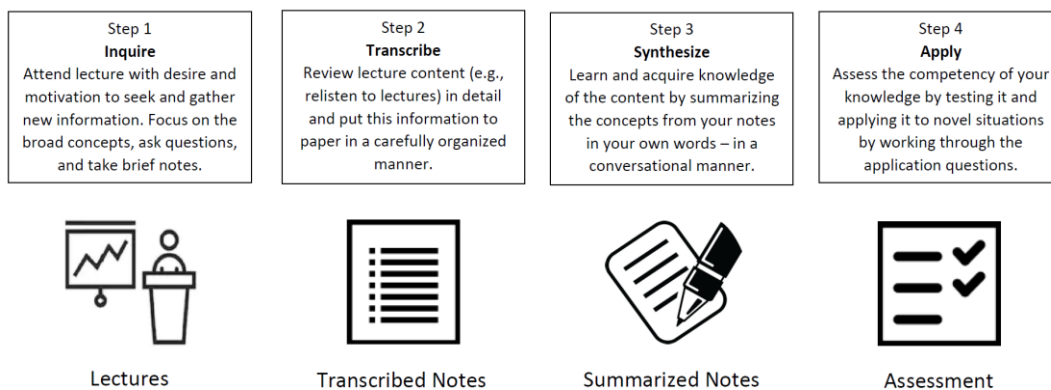 Step 1
Inquire
Attend lecture with desire and
motivation to seek and gather
new information. Focus on the
broad concepts, ask questions,
and take brief notes.
Step 2
Transcribe
Review lecture content (e.g.,
relisten to lectures) in detail
and put this information to
paper in a carefully organized
manner.
Step 3
Synthesize
Learn and acquire knowledge
of the content by summarizing
the concepts from your notes
in your own words – in a
conversational manner.
Step 4
Apply
Assess the competency of your
knowledge by testing it and
applying it to novel situations
by working through the
application questions.
Lectures
Transcribed Notes
Summarized Notes
Assessment